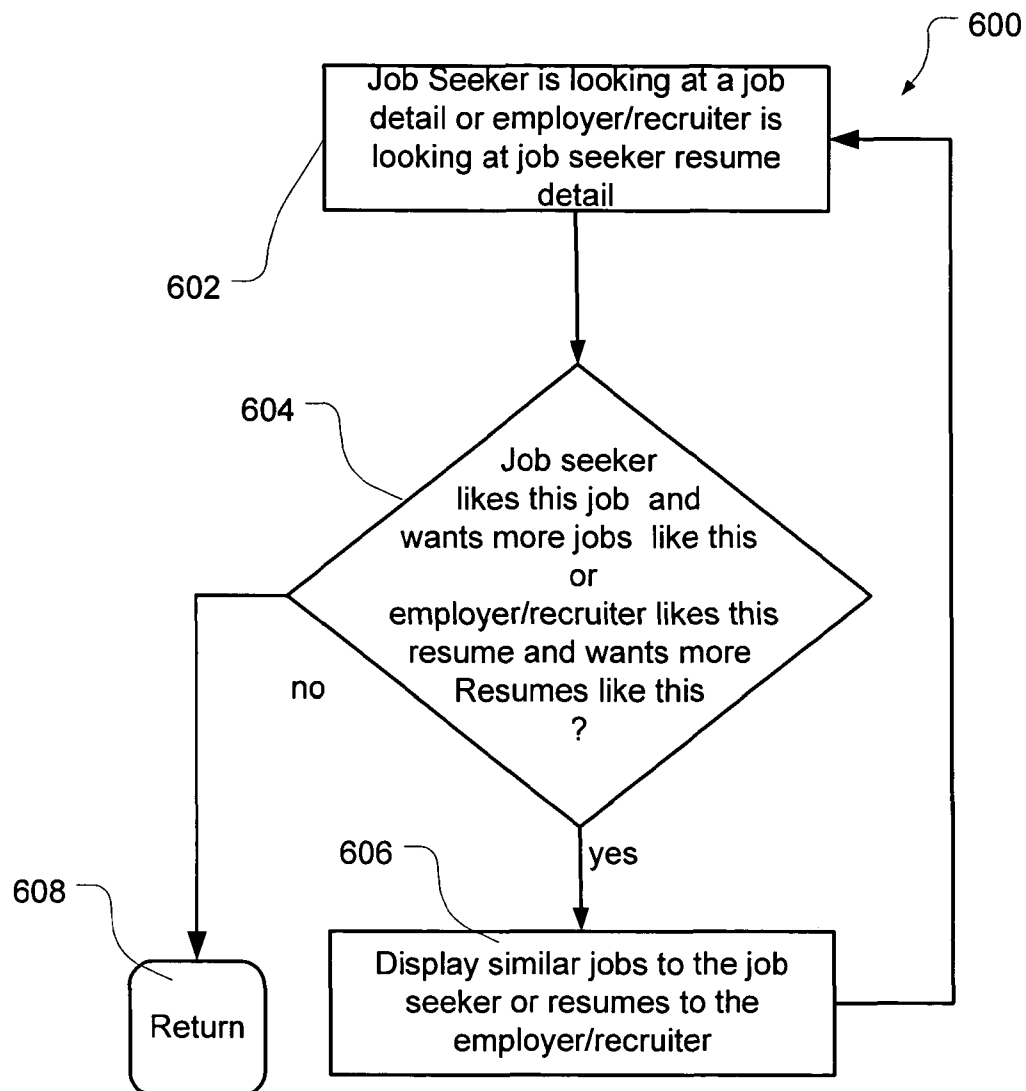 600
Job Seeker is looking at a job
detail or employer/recruiter is
looking at job seeker resume
detail
602
604
Job seeker
likes this job and
wants more jobs like this
or
employer/recruiter likes this
resume and wants more
Resumes like this
?
no
yes
606
608
Display similar jobs to the job
seeker or resumes to the
employer/recruiter
Return